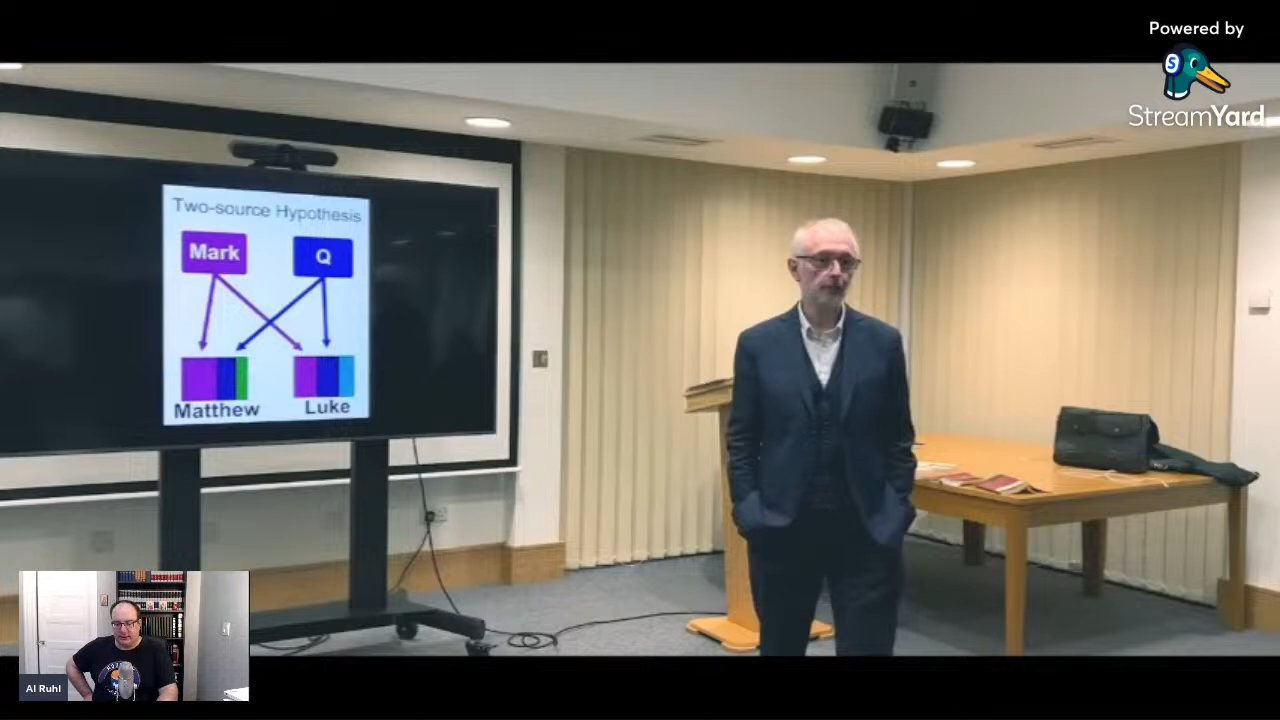 Powered by
S
StreamYard
Two-source Hypothesis
Mark
Q
Matthew
Luke
Al Ruhl